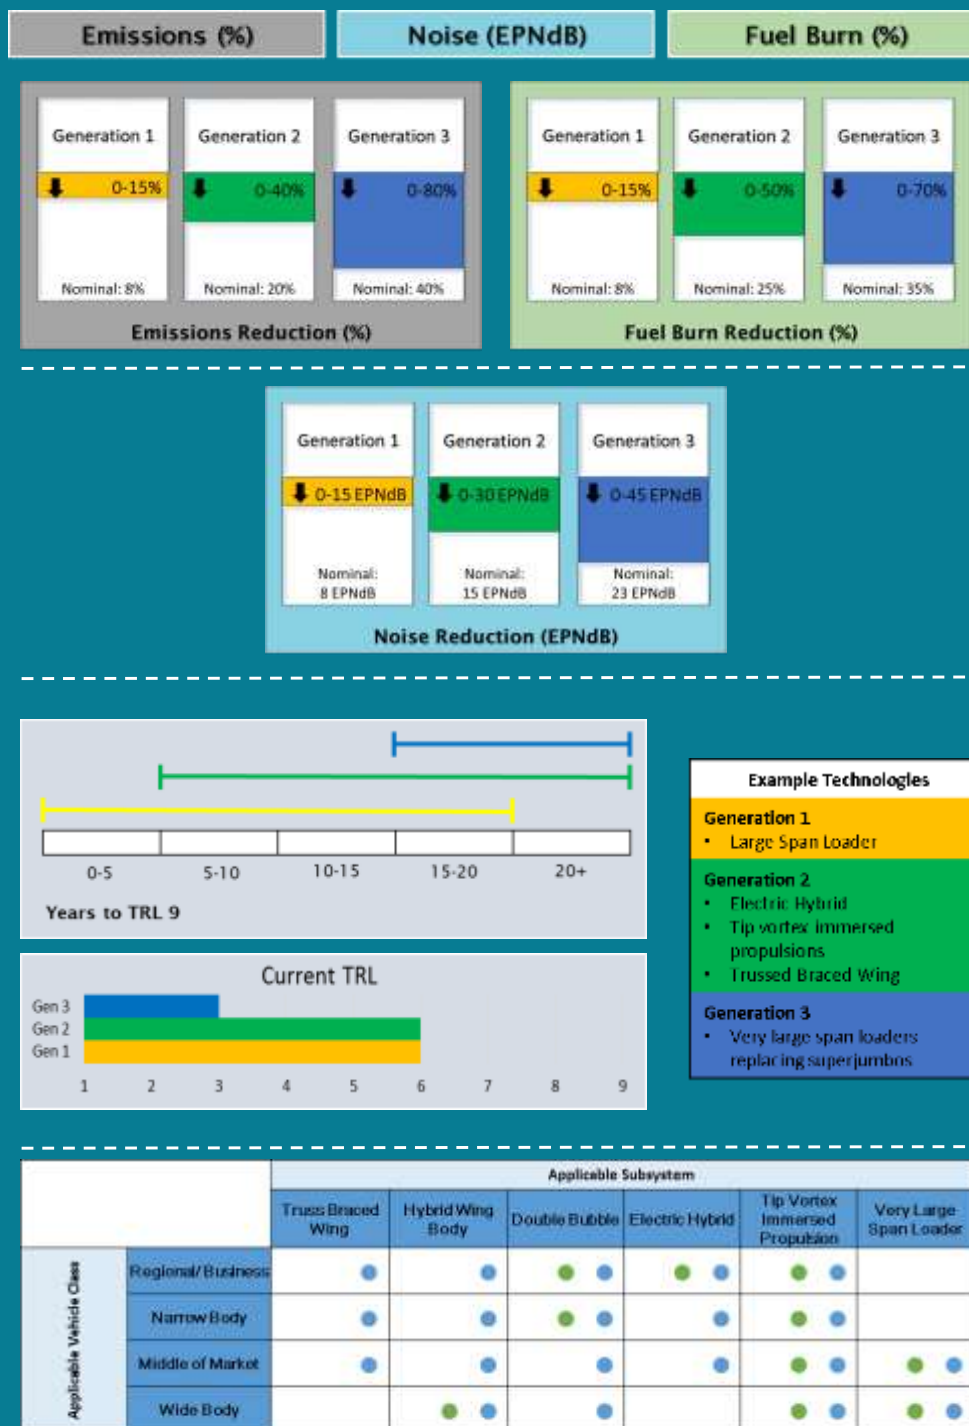 Emissions (%)
Noise (EPNdB)
Fuel Burn (%)
Generation 1
Generation 2
Generation 3
0-15%
0-40%
0-80%
Nominal: 8%
Nominal: 20%
Nominal: 40%
Emissions Reduction (%)
Generation 1
Generation 2
Generation 3
0-15%
0-50%
0-70%
Nominal: 8%
Nominal: 25%
Nominal: 35%
Fuel Burn Reduction (%)
Generation 1
Generation 2
Generation 3
0-15 EPNdB
0-30 EPNdB
0-45 EPNdB
Nominal:
8 EPNdB
Nominal:
15 EPNdB
Nominal:
23 EPNdB
Noise Reduction (EPNdB)
0-5
5-10
10-15
15-20
20+
Years to TRL 9
Current TRL
Gen 3
Gen 2
Gen 1
1 2 3 4 5 6 7 8 9
Example Technologies
Generation 1
• Large Span Loader
Generation 2
• Electric Hybrid
• Tip vortex immersed
propulsions
• Trussed Braced Wing
Generation 3
• Very large span loaders
replacing superjumbos
Applicable Subsystem
Truss Braced
Wing
Hybrid Wing
Body
Double Bubble
Electric Hybrid
Tip Vortex
Immersed
Propulsion
Very Large
Span Loader
Applicable Vehicle Class
Regional/ Business
Narrow Body
Middle of Market
Wide Body